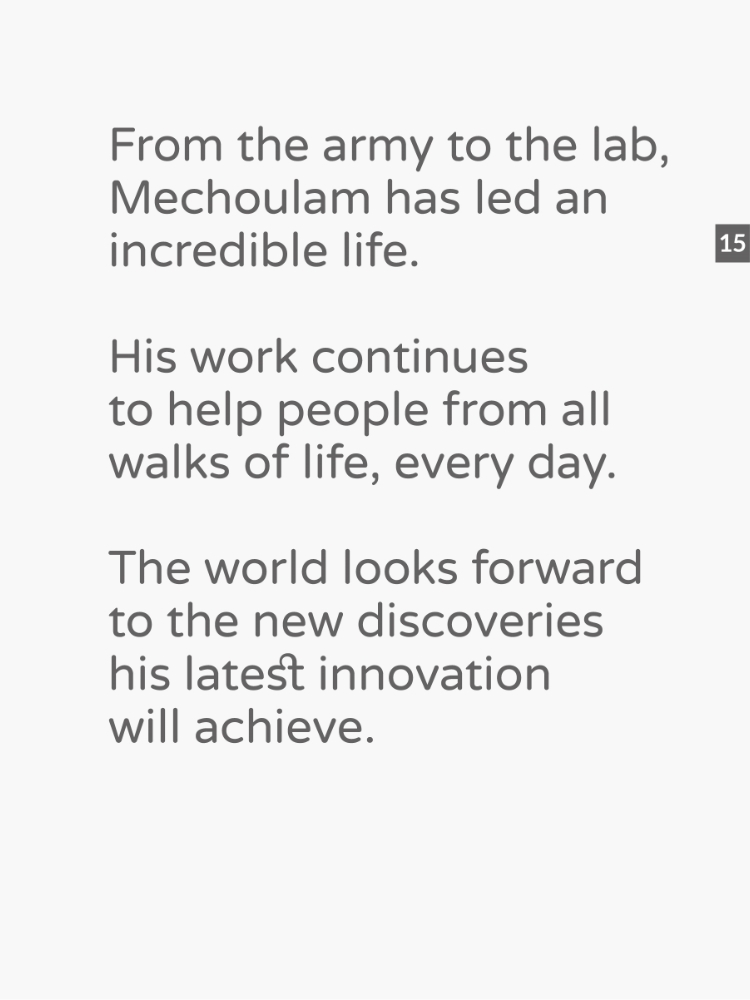 From the army to the lab,
Mechoulam has led an
incredible life.
15
His work continues
to help people from all
walks of life, every day.
The world looks forward
to the new discoveries
his latest innovation
will achieve.